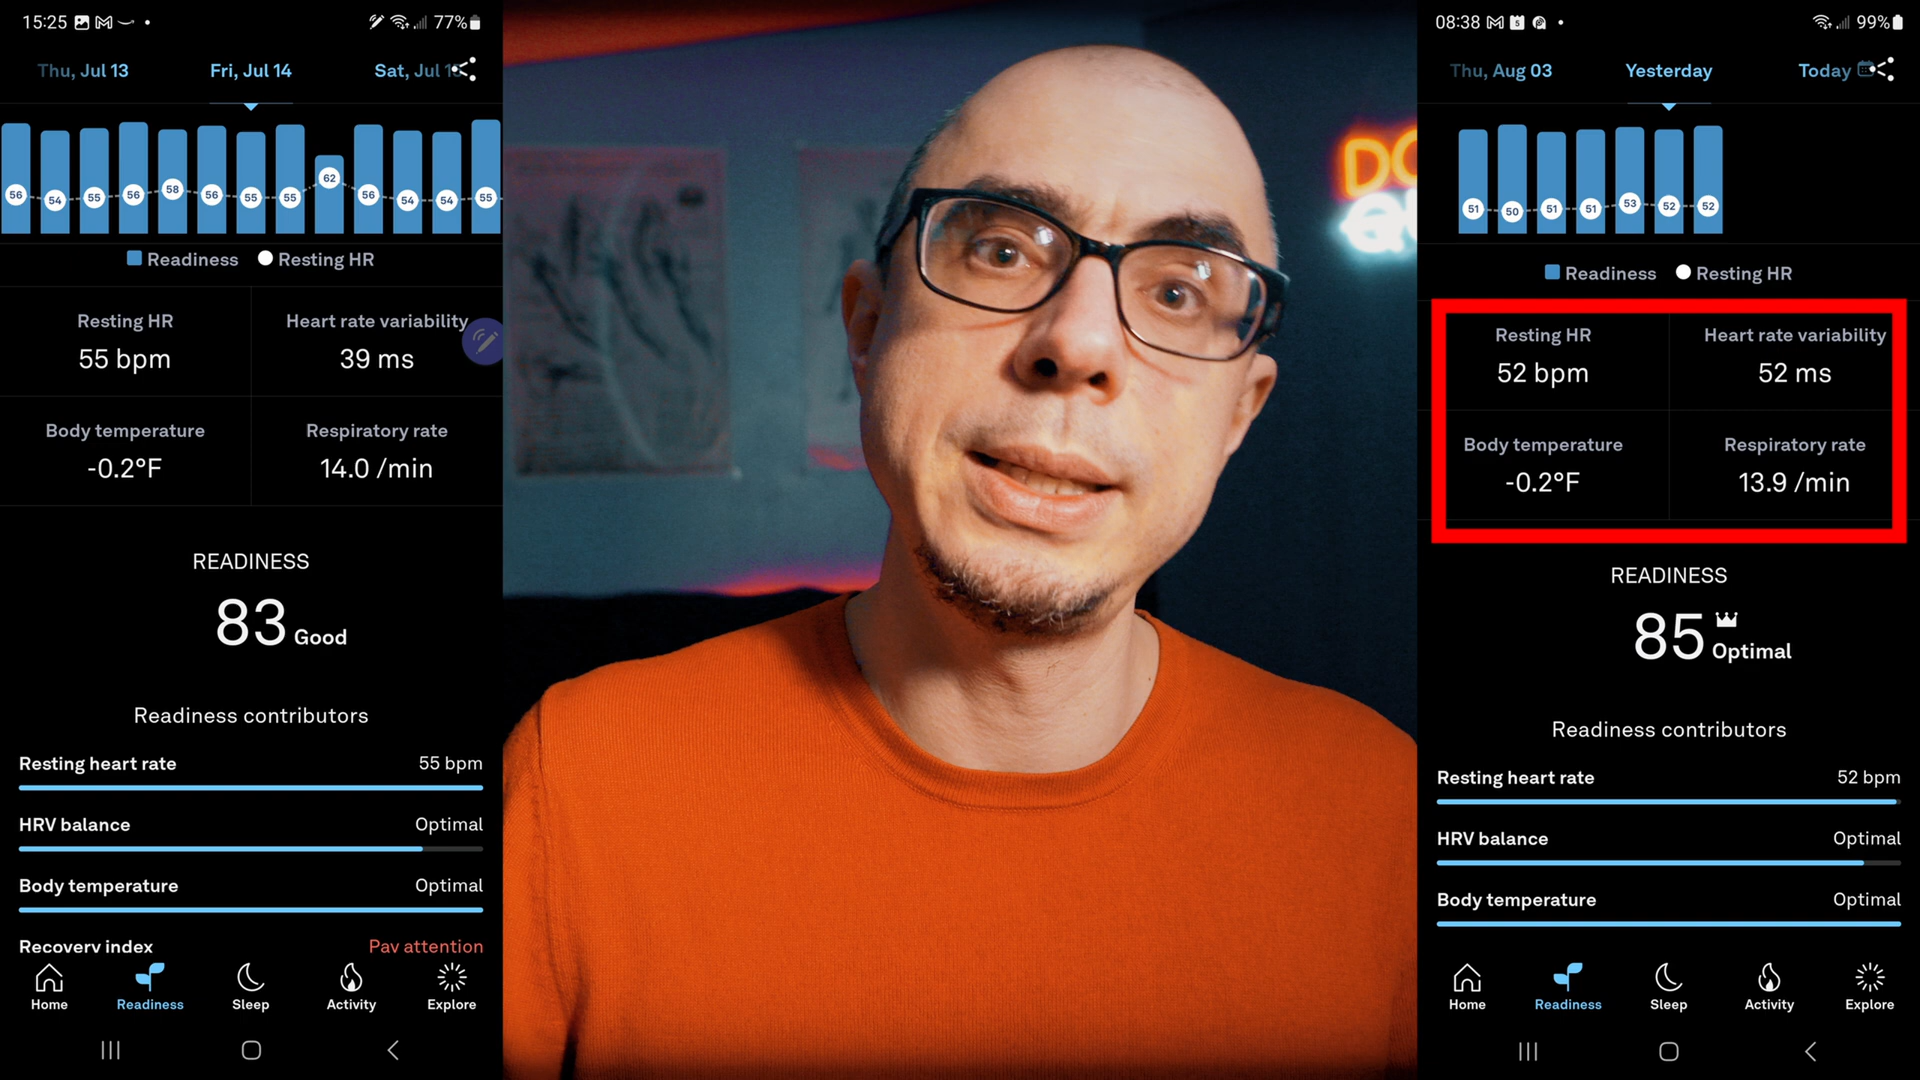 15:25
77%
Thu, Jul 13
Fri, Jul 14
Sat, Jul 1
56 54 55 56 58 56 55 55 62 56 54 54 55
Readiness
Resting HR
Resting HR
Heart rate variability
55 bpm
39 ms
Body temperature
Respiratory rate
-0.2°F
14.0 /min
READINESS
83 Good
Readiness contributors
Resting heart rate
55 bpm
HRV balance
Optimal
Body temperature
Optimal
Recovery index
Pay attention
Home
Readiness
Sleep
Activity
Explore
DO
08:38
5
99%
Thu, Aug 03
Yesterday
Today
51 50 51 51 53 52 52
Readiness
Resting HR
Resting HR
Heart rate variability
52 bpm
52 ms
Body temperature
Respiratory rate
-0.2°F
13.9 /min
READINESS
85 Optimal
Readiness contributors
Resting heart rate
52 bpm
HRV balance
Optimal
Body temperature
Optimal
Home
Readiness
Sleep
Activity
Explore